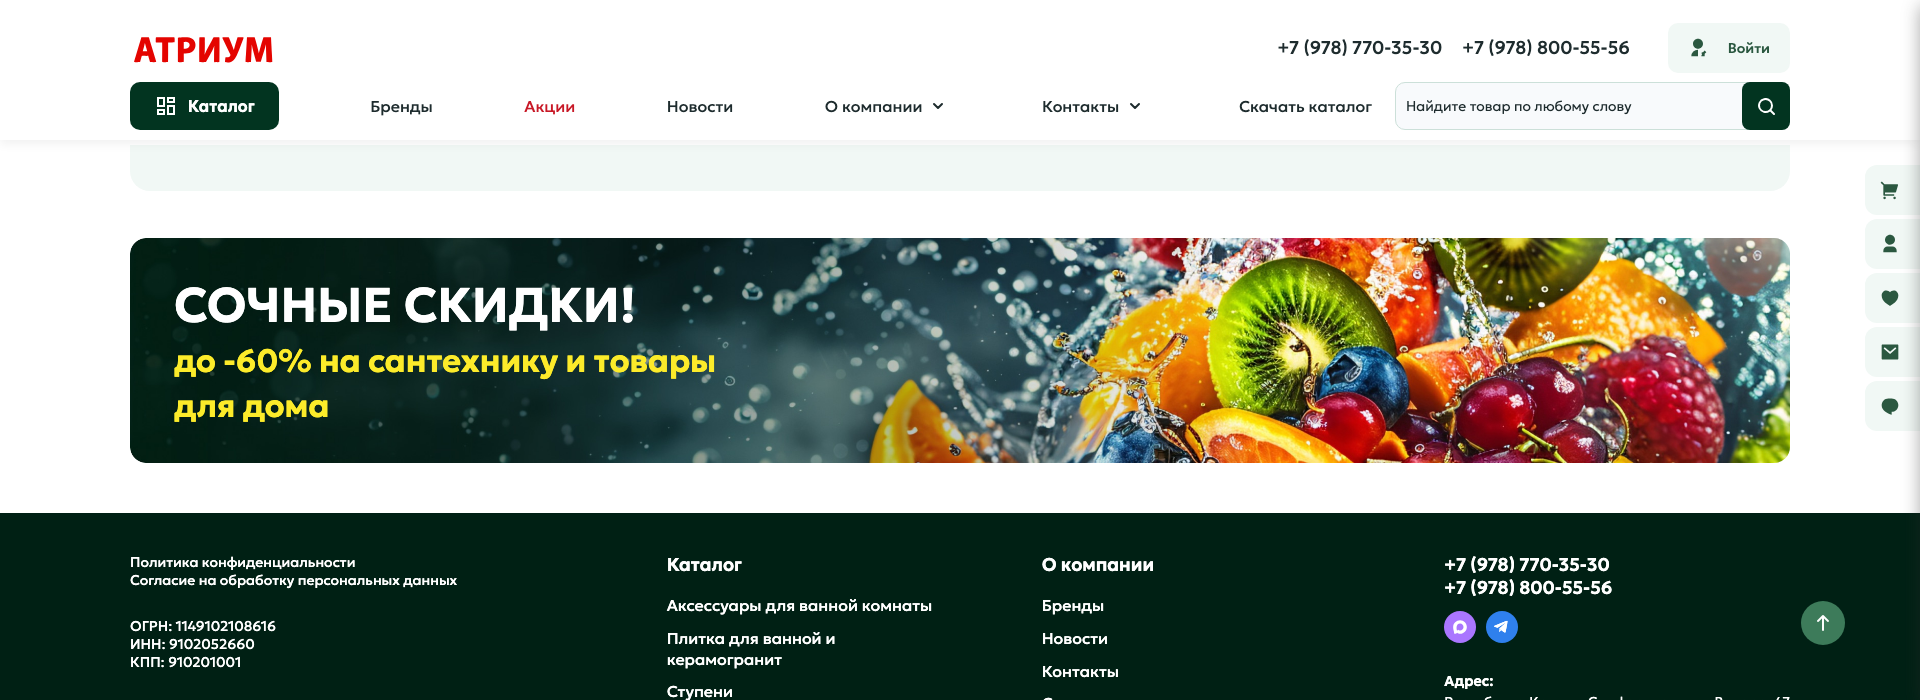 АТРИУМ
+7 (978) 770-35-30 +7 (978) 800-55-56
Войти
Каталог
Бренды
Акции
Новости
О компании
Контакты
Скачать каталог
Найдите товар по любому слову
СОЧНЫЕ СКИДКИ!
до -60% на сантехнику и товары
для дома
Политика конфиденциальности
Согласие на обработку персональных данных
ОГРН: 1149102108616
ИНН: 9102052660
КПП: 910201001
Каталог
Аксессуары для ванной комнаты
Плитка для ванной и
керамогранит
Ступени
О компании
Бренды
Новости
Контакты
+7 (978) 770-35-30
+7 (978) 800-55-56
Адрес: